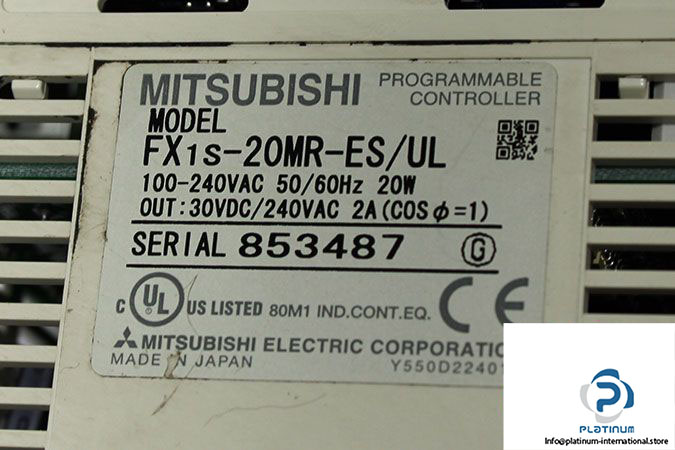 MITSUBISHI PROGRAMMABLE CONTROLLER
MODEL
FX1S-20MR-ES/UL
100-240VAC 50/60Hz 20W
OUT:30VDC/240VAC 2A(COSφ=1)
SERIAL 853487 G
C UL US LISTED 80M1 IND.CONT.EQ. CE
MITSUBISHI ELECTRIC CORPORATIO
MADE IN JAPAN Y550D2240
PLATINUM
Info@platinum-international.store